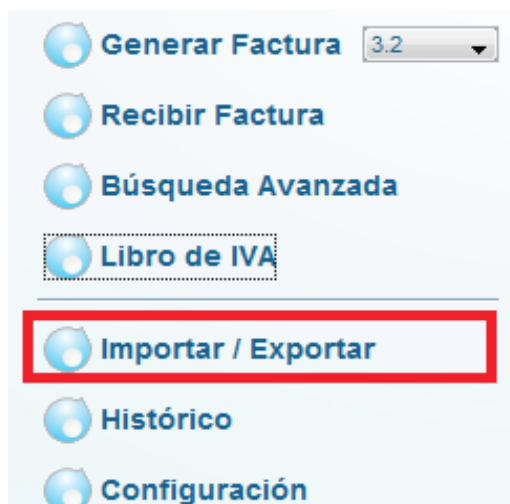 Generar Factura 3.2
Recibir Factura
Búsqueda Avanzada
Libro de IVA
Importar / Exportar
Histórico
Configuración